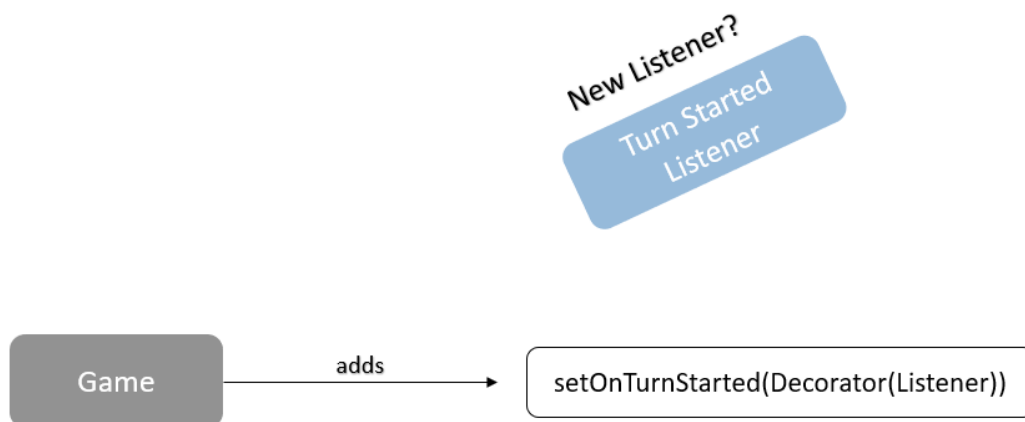 New Listener?
Turn Started
Listener
Game
adds
setOnTurnStarted(Decorator(Listener))